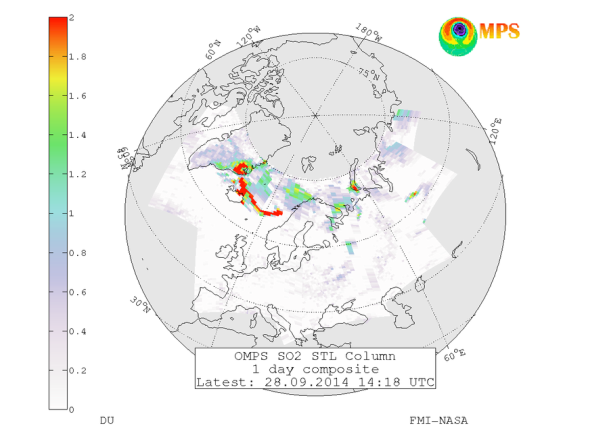 2
1.8
1.6
1.4
1.2
1
0.8
0.6
0.4
0.2
0
DU
MPS
60°N
120°W
180°W
75°N
120°E
30°N
60°E
OMPS SO2 STL Column
1 day composite
Latest: 28.09.2014 14:18 UTC
FMI-NASA